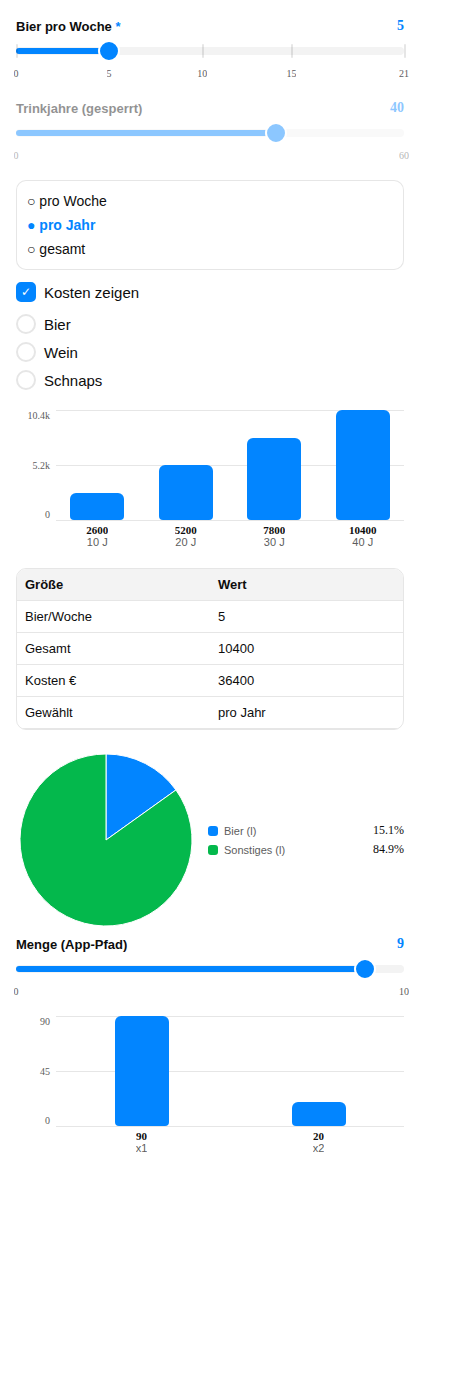 Bier pro Woche * 5
0 5 10 15 21
Trinkjahre (gesperrt) 40
0 60
○ pro Woche
● pro Jahr
○ gesamt
✓ Kosten zeigen
Bier
Wein
Schnaps
10.4k
5.2k
0
2600 5200 7800 10400
10 J 20 J 30 J 40 J
Größe Wert
Bier/Woche 5
Gesamt 10400
Kosten € 36400
Gewählt pro Jahr
Bier (l) 15.1%
Sonstiges (l) 84.9%
Menge (App-Pfad) 9
0 10
90
45
0
90 20
x1 x2